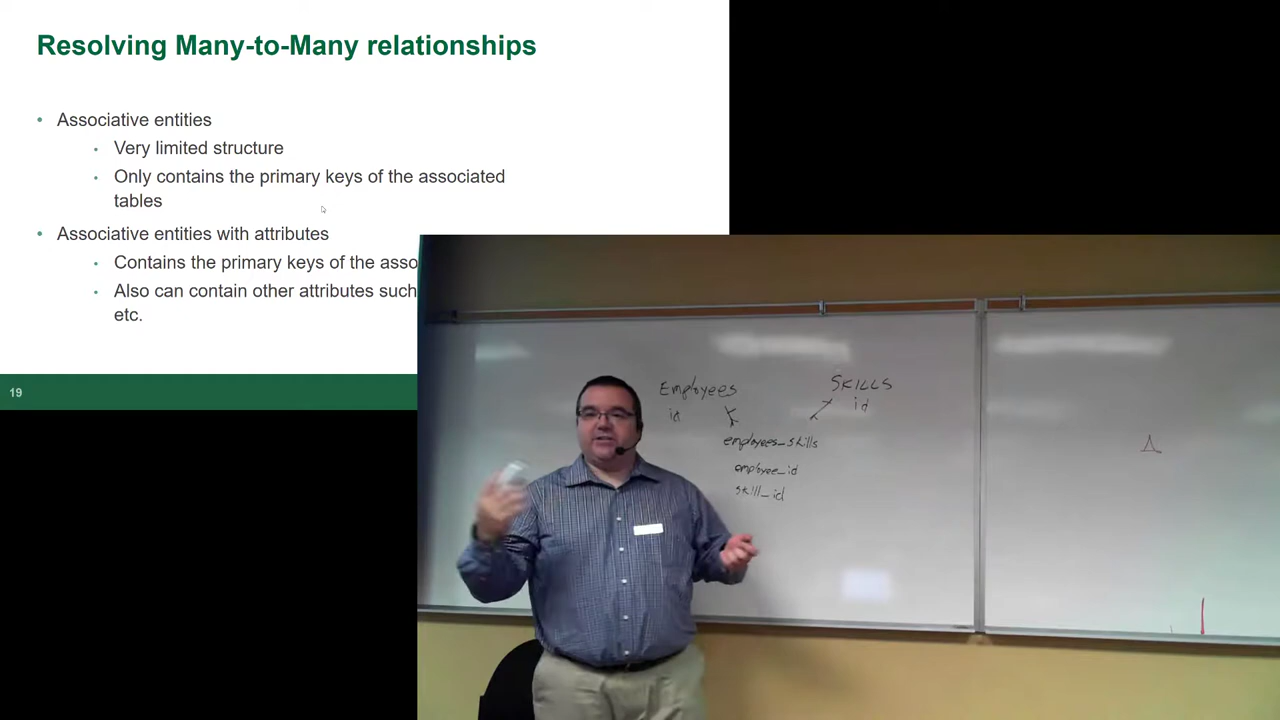 Resolving Many-to-Many relationships
• Associative entities
• Very limited structure
• Only contains the primary keys of the associated
tables
• Associative entities with attributes
• Contains the primary keys of the asso
• Also can contain other attributes such
etc.
19
Employees
id
SKILLS
id
employees_skills
employee_id
skill_id